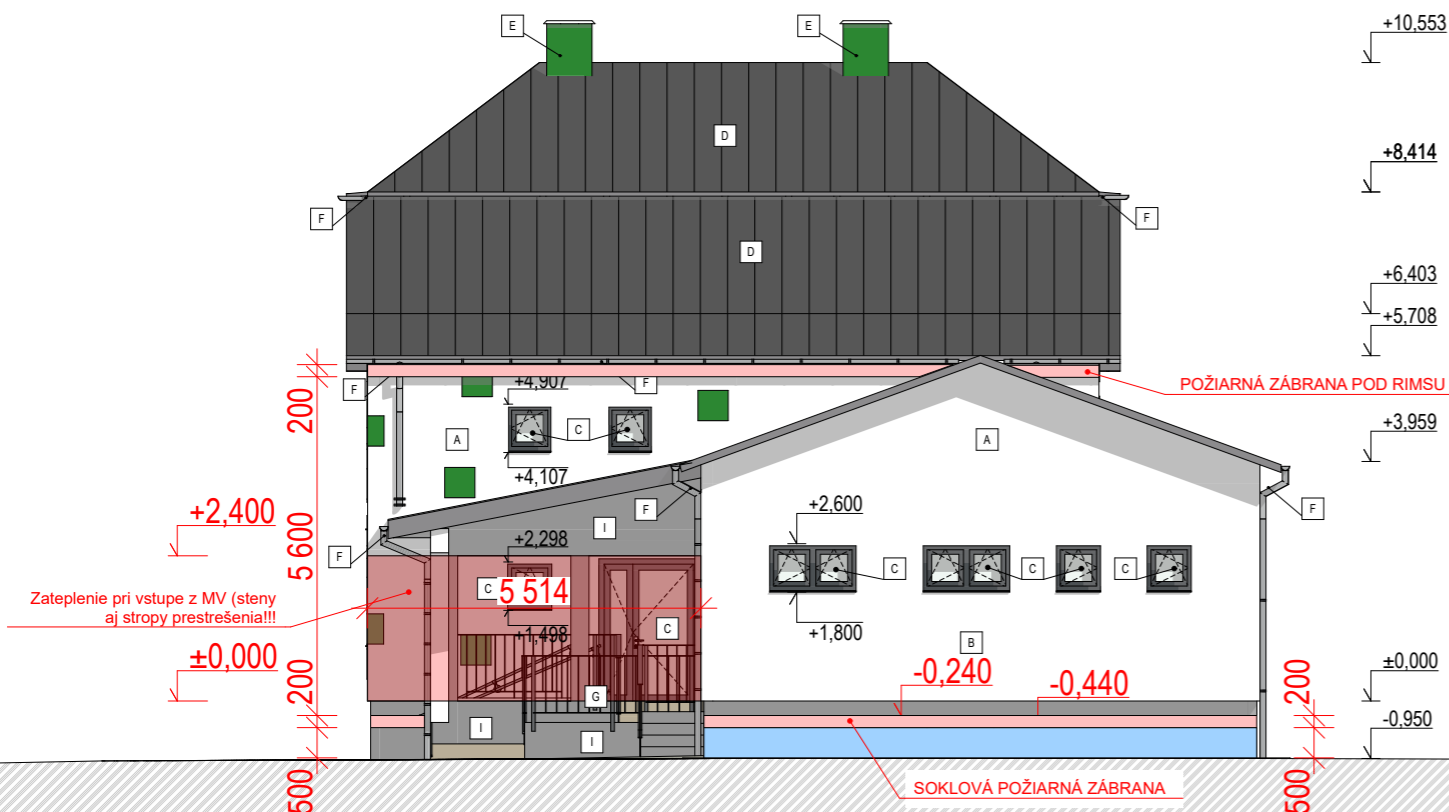 E
E
+10,553
D
+8,414
F
F
D
+6,403
+5,708
POŽIARNA ZÁBRANA POD RIMSU
F
F
+4,907
200
A
C
A
+3,959
+4,107
+2,400
F
F
+2,600
I
+2,298
F
5 600
C
5 514
C
C
C
Zateplenie pri vstupe z MV (steny
aj stropy prestrešenia!!!
+1,498
C
+1,800
B
±0,000
±0,000
200
G
-0,240
-0,440
200
I
I
-0,950
500
SOKLOVÁ POŽIARNA ZÁBRANA
500